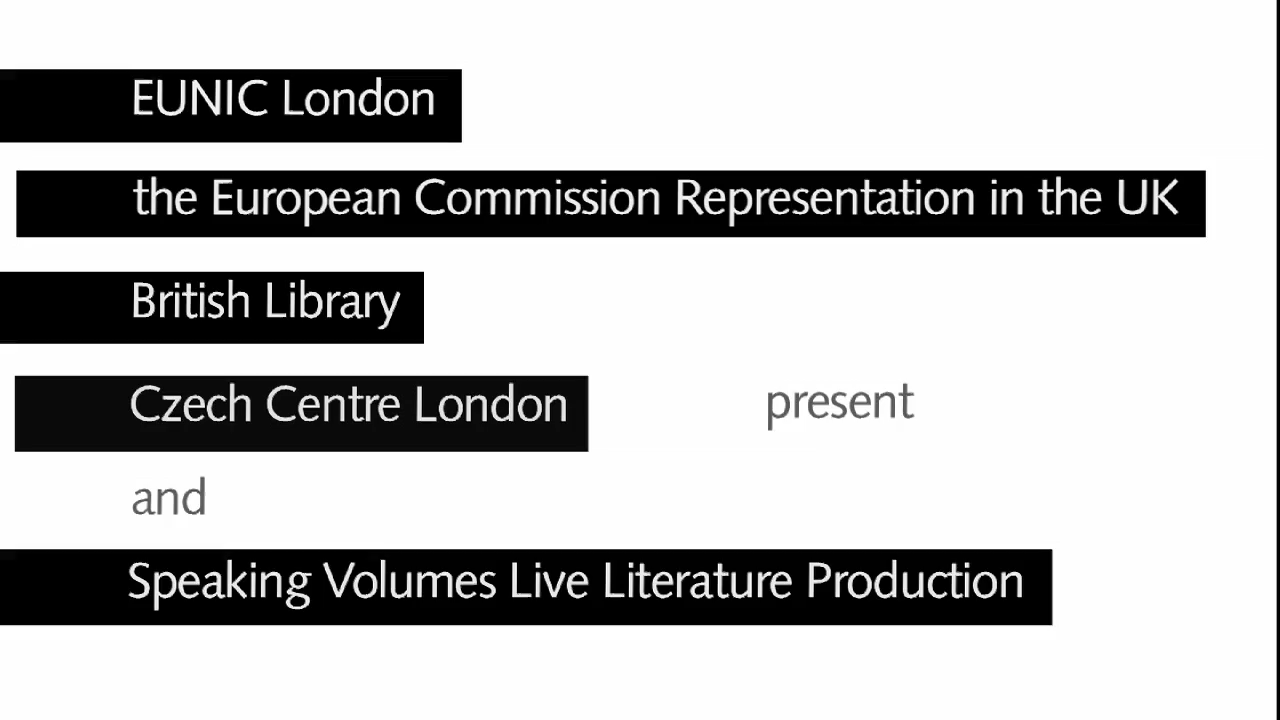 EUNIC London
the European Commission Representation in the UK
British Library
Czech Centre London present
and
Speaking Volumes Live Literature Production